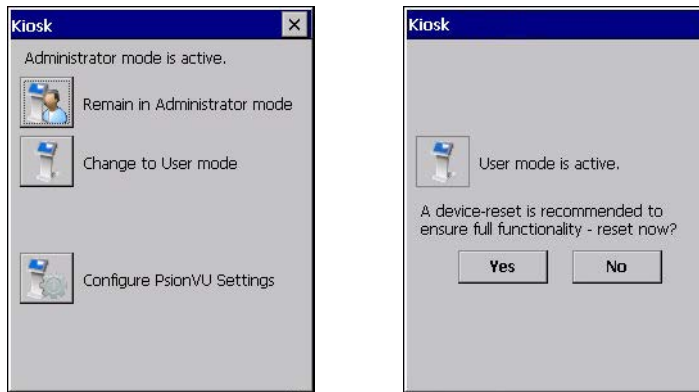 Kiosk
Administrator mode is active.
Remain in Administrator mode
Change to User mode
Configure PsionVU Settings
Kiosk
User mode is active.
A device-reset is recommended to
ensure full functionality - reset now?
Yes No